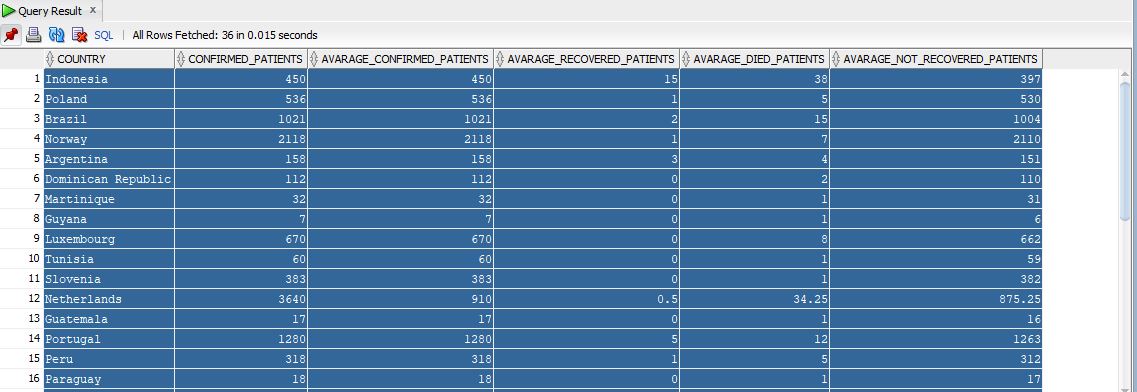 Query Result x
SQL | All Rows Fetched: 36 in 0.015 seconds
COUNTRY CONFIRMED_PATIENTS AVARAGE_CONFIRMED_PATIENTS AVARAGE_RECOVERED_PATIENTS AVARAGE_DIED_PATIENTS AVARAGE_NOT_RECOVERED_PATIENTS
1 Indonesia 450 450 15 38 397
2 Poland 536 536 1 5 530
3 Brazil 1021 1021 2 15 1004
4 Norway 2118 2118 1 7 2110
5 Argentina 158 158 3 4 151
6 Dominican Republic 112 112 0 2 110
7 Martinique 32 32 0 1 31
8 Guyana 7 7 0 1 6
9 Luxembourg 670 670 0 8 662
10 Tunisia 60 60 0 1 59
11 Slovenia 383 383 0 1 382
12 Netherlands 3640 910 0.5 34.25 875.25
13 Guatemala 17 17 0 1 16
14 Portugal 1280 1280 5 12 1263
15 Peru 318 318 1 5 312
16 Paraguay 18 18 0 1 17